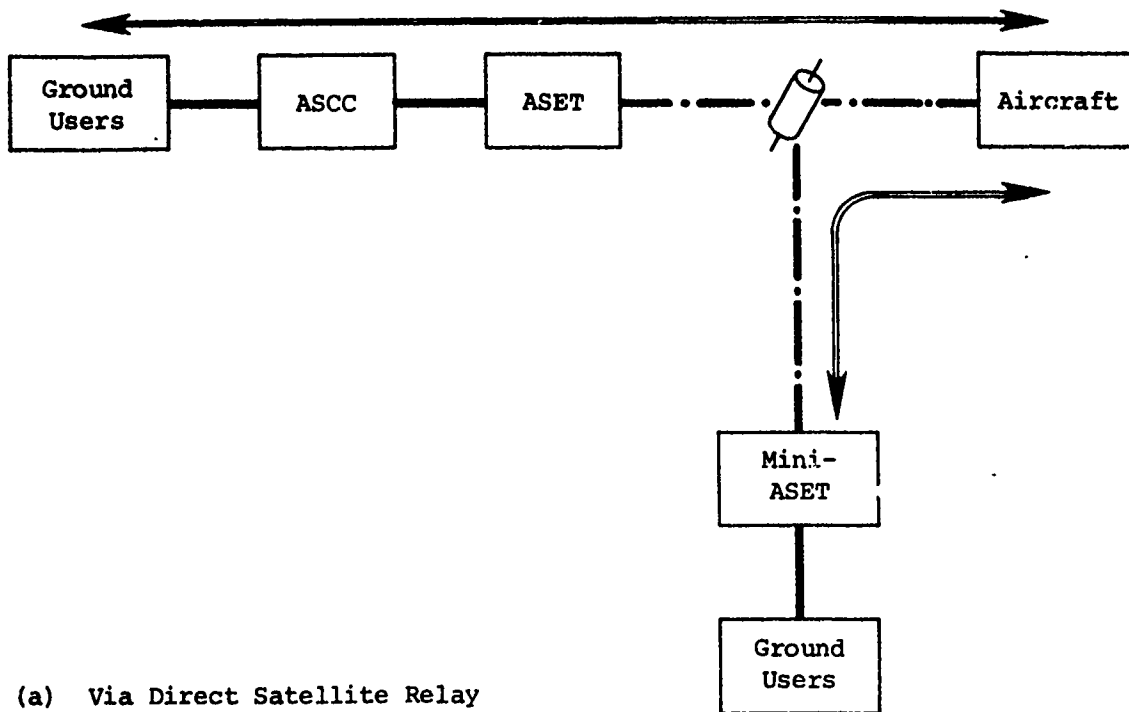 Ground
Users
ASCC
ASET
Aircraft
Mini-
ASET
Ground
Users
(a) Via Direct Satellite Relay